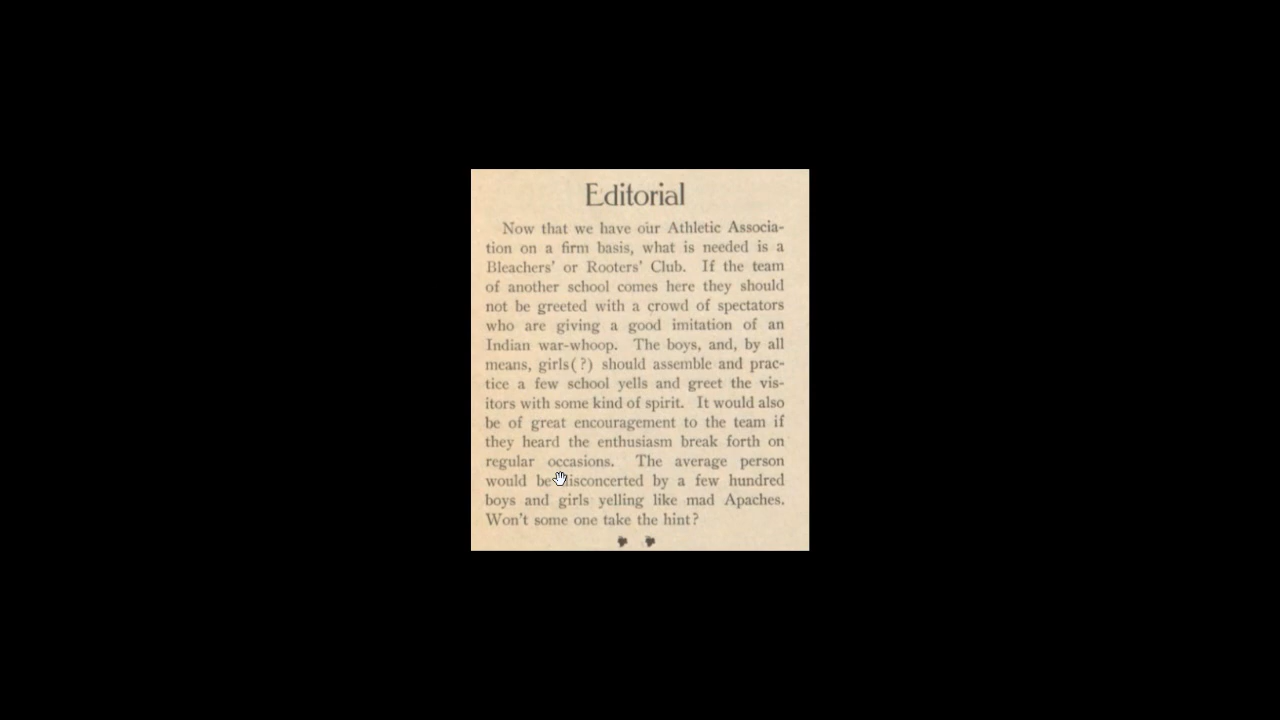 Editorial
Now that we have our Athletic Associa-
tion on a firm basis, what is needed is a
Bleachers' or Rooters' Club. If the team
of another school comes here they should
not be greeted with a crowd of spectators
who are giving a good imitation of an
Indian war-whoop. The boys, and, by all
means, girls(?) should assemble and prac-
tice a few school yells and greet the vis-
itors with some kind of spirit. It would also
be of great encouragement to the team if
they heard the enthusiasm break forth on
regular occasions. The average person
would be disconcerted by a few hundred
boys and girls yelling like mad Apaches.
Won't some one take the hint?